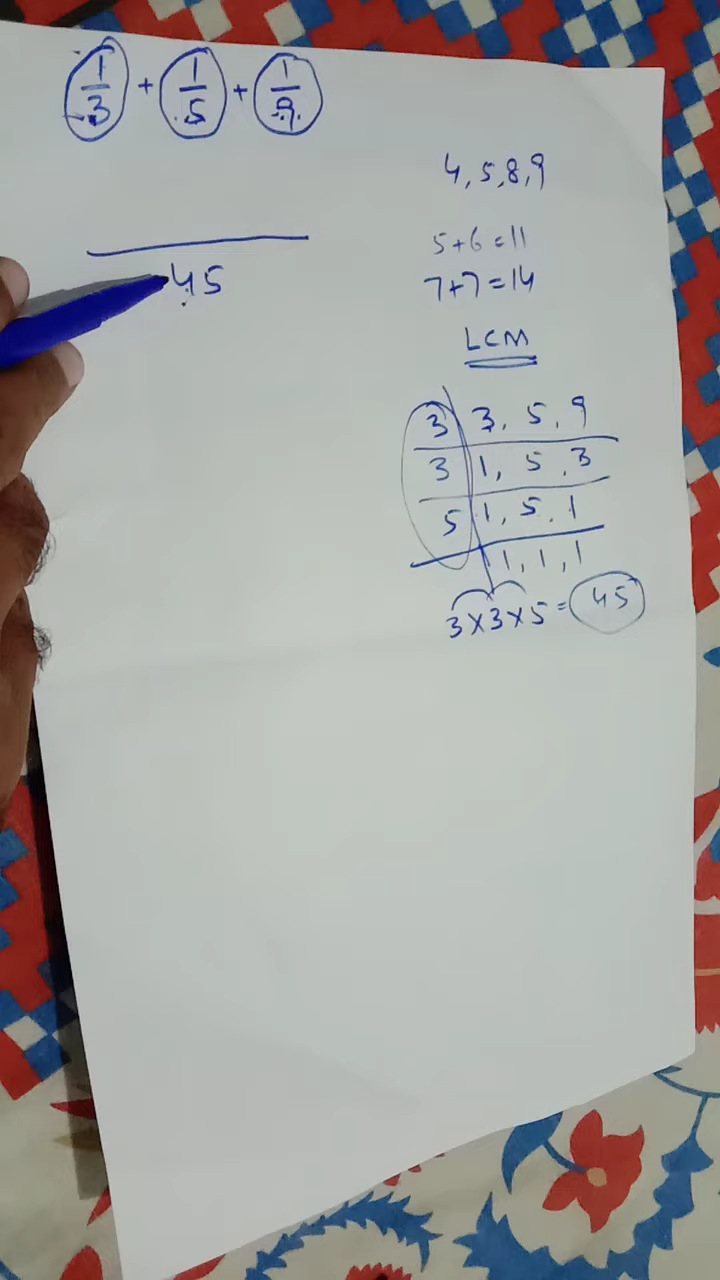 1/3 + 1/5 + 1/9
45
4, 5, 8, 9
5+6=11
7+7=14
LCM
3 3, 5, 9
3 1, 5, 3
5 1, 5, 1
1, 1, 1
3×3×5=45